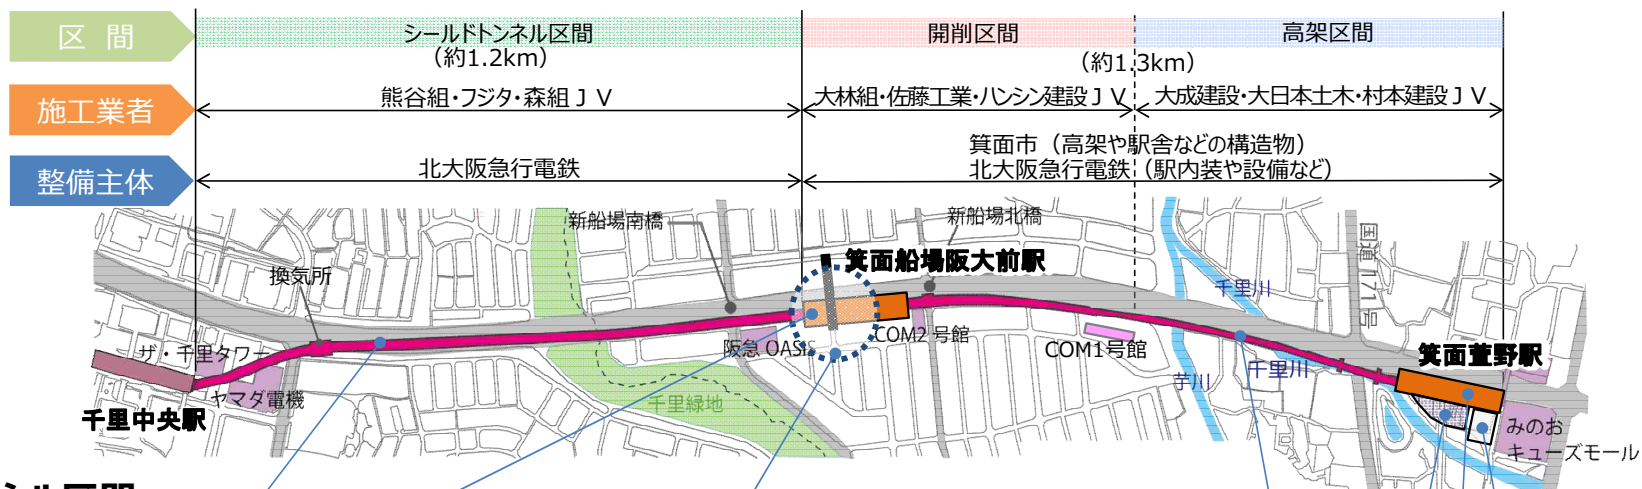 区 間
シールドトンネル区間
(約1.2km)
開削区間
高架区間
(約1.3km)
施工業者
熊谷組・フジタ・森組ＪＶ
大林組・佐藤工業・ハンシン建設ＪＶ
大成建設・大日本土木・村本建設ＪＶ
整備主体
北大阪急行電鉄
箕面市（高架や駅舎などの構造物）
北大阪急行電鉄（駅内装や設備など）
新船場南橋
新船場北橋
国道171号
換気所
箕面船場阪大前駅
千里川
ザ・千里タワー
阪急 OASIS
COM2 号館
COM1号館
箕面萱野駅
千里川
芋川
ヤマダ電機
千里緑地
千里中央駅
みのお
キューズモール